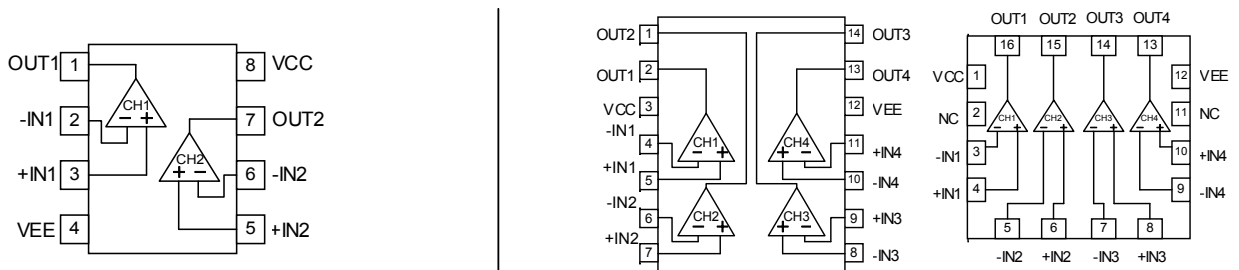 OUT1 1
8 VCC
CH1
-IN1 2
7 OUT2
CH2
+IN1 3
6 -IN2
VEE 4
5 +IN2
OUT2 1
14 OUT3
OUT1 2
13 OUT4
VCC 3
12 VEE
-IN1 4
CH1
CH4
11 +IN4
+IN1 5
10 -IN4
-IN2 6
CH2
CH3
9 +IN3
+IN2 7
8 -IN3
OUT1 OUT2 OUT3 OUT4
16 15 14 13
VCC 1
12 VEE
NC 2
11 NC
CH1 CH2 CH3 CH4
-IN1 3
10 +IN4
+IN1 4
9 -IN4
5 6 7 8
-IN2 +IN2 -IN3 +IN3